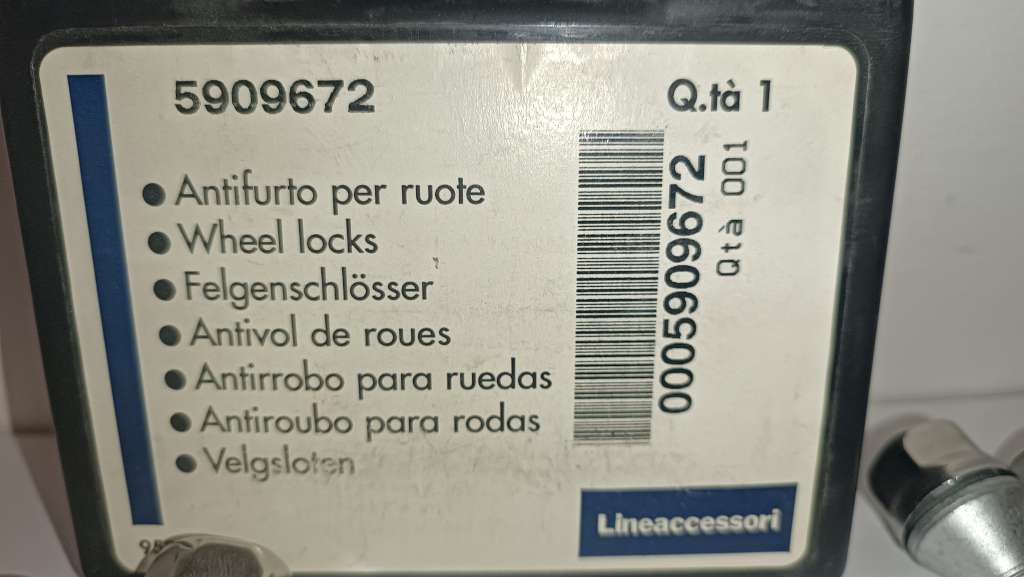 5909672
Q.tà 1
● Antifurto per ruote
● Wheel locks
● Felgenschlösser
● Antivol de roues
● Antirrobo para ruedas
● Antiroubo para rodas
● Velgsloten
0005909672
Qtà 001
Lineaccessori